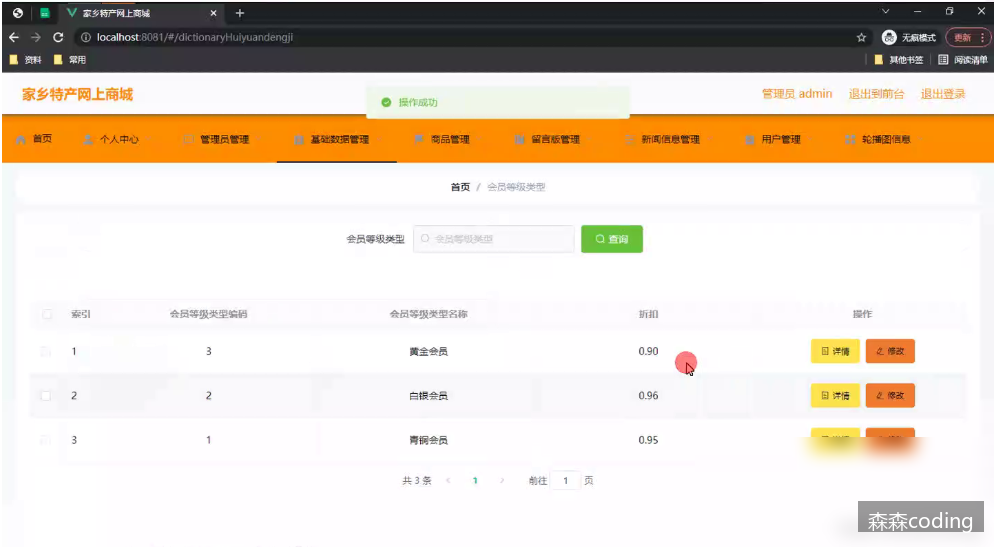 家乡特产网上商城
localhost:8081/#/dictionaryHuiyuandengji
无痕模式
更新
资料
常用
其他书签
阅读清单
家乡特产网上商城
操作成功
管理员 admin
退出到前台
退出登录
首页
个人中心
管理员管理
基础数据管理
商品管理
留言版管理
新闻信息管理
用户管理
轮播图信息
首页 / 会员等级类型
会员等级类型 会员等级类型 查询
索引 会员等级类型编码 会员等级类型名称 折扣 操作
1 3 黄金会员 0.90 详情 修改
2 2 白银会员 0.96 详情 修改
3 1 青铜会员 0.95
共 3 条 1 前往 1 页
森森coding